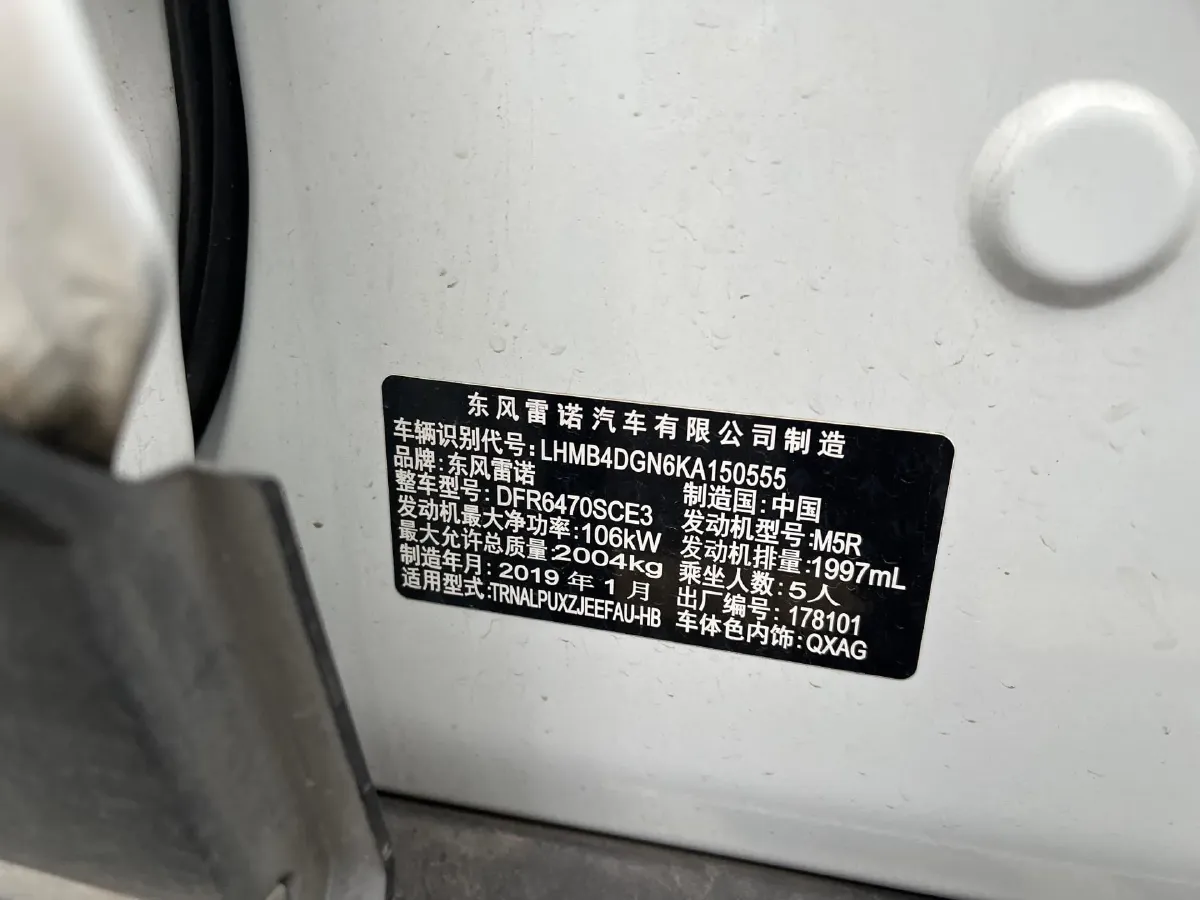 东风雷诺汽车有限公司制造
车辆识别代号:LHMB4DGN6KA150555
品牌:东风雷诺 制造国:中国
整车型号:DFR6470SCE3 发动机型号:M5R
发动机最大净功率:106kW 发动机排量:1997mL
最大允许总质量:2004kg 乘坐人数:5人
制造年月:2019年1月 出厂编号:178101
适用型式:TRNALPUXZJEEFAU-HB 车体色内饰:QXAG